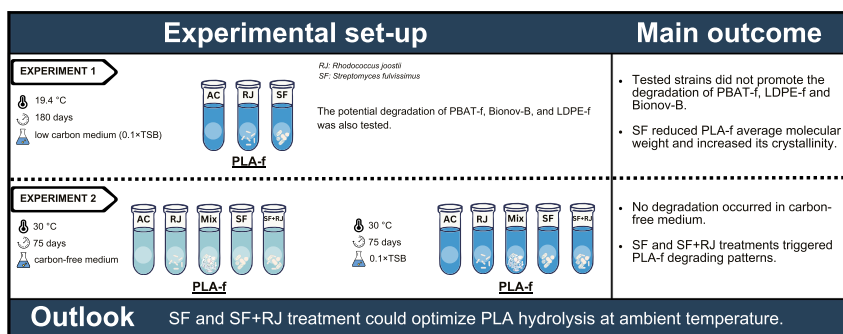 Experimental set-up
Main outcome
EXPERIMENT 1
19.4 °C
180 days
low carbon medium (0.1×TSB)
AC RJ SF
PLA-f
RJ: Rhodococcus joostii
SF: Streptomyces fulvissimus
The potential degradation of PBAT-f, Bionov-B, and LDPE-f
was also tested.
• Tested strains did not promote the
degradation of PBAT-f, LDPE-f and
Bionov-B.
• SF reduced PLA-f average molecular
weight and increased its crystallinity.
EXPERIMENT 2
30 °C
75 days
carbon-free medium
AC RJ Mix SF SF+RJ
PLA-f
30 °C
75 days
0.1×TSB
AC RJ Mix SF SF+RJ
PLA-f
• No degradation occurred in carbon-
free medium.
• SF and SF+RJ treatments triggered
PLA-f degrading patterns.
Outlook SF and SF+RJ treatment could optimize PLA hydrolysis at ambient temperature.